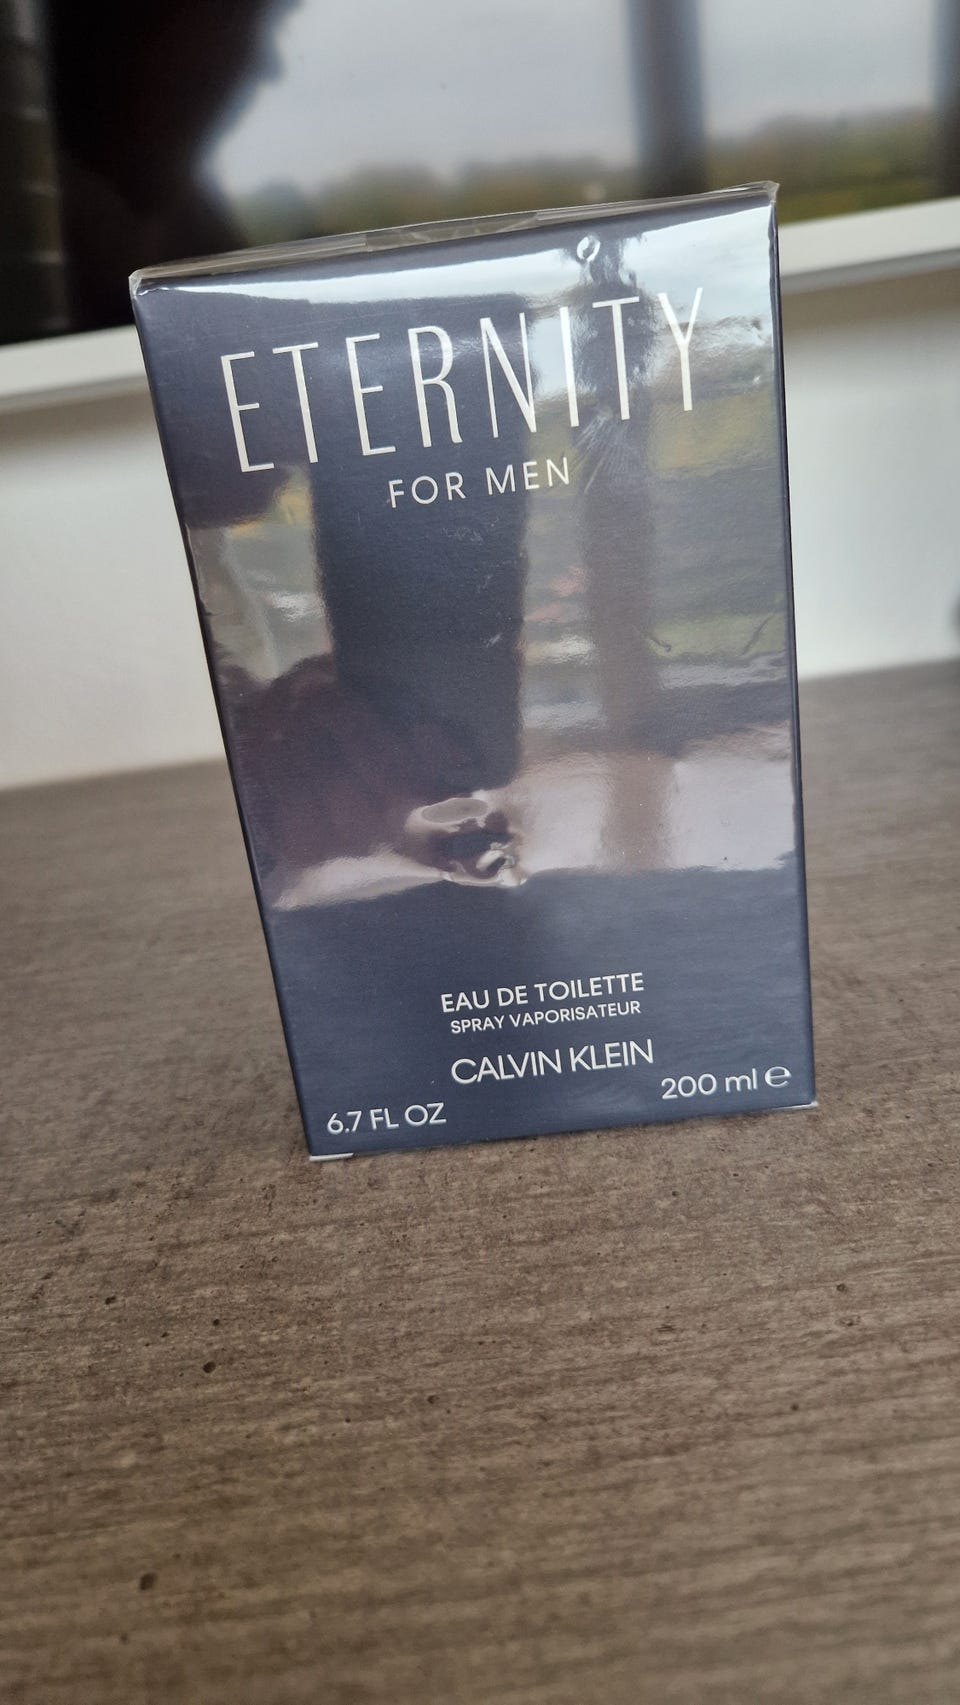 ETERNITY
FOR MEN
EAU DE TOILETTE
SPRAY VAPORISATEUR
CALVIN KLEIN
6.7 FL OZ
200 ml ℮